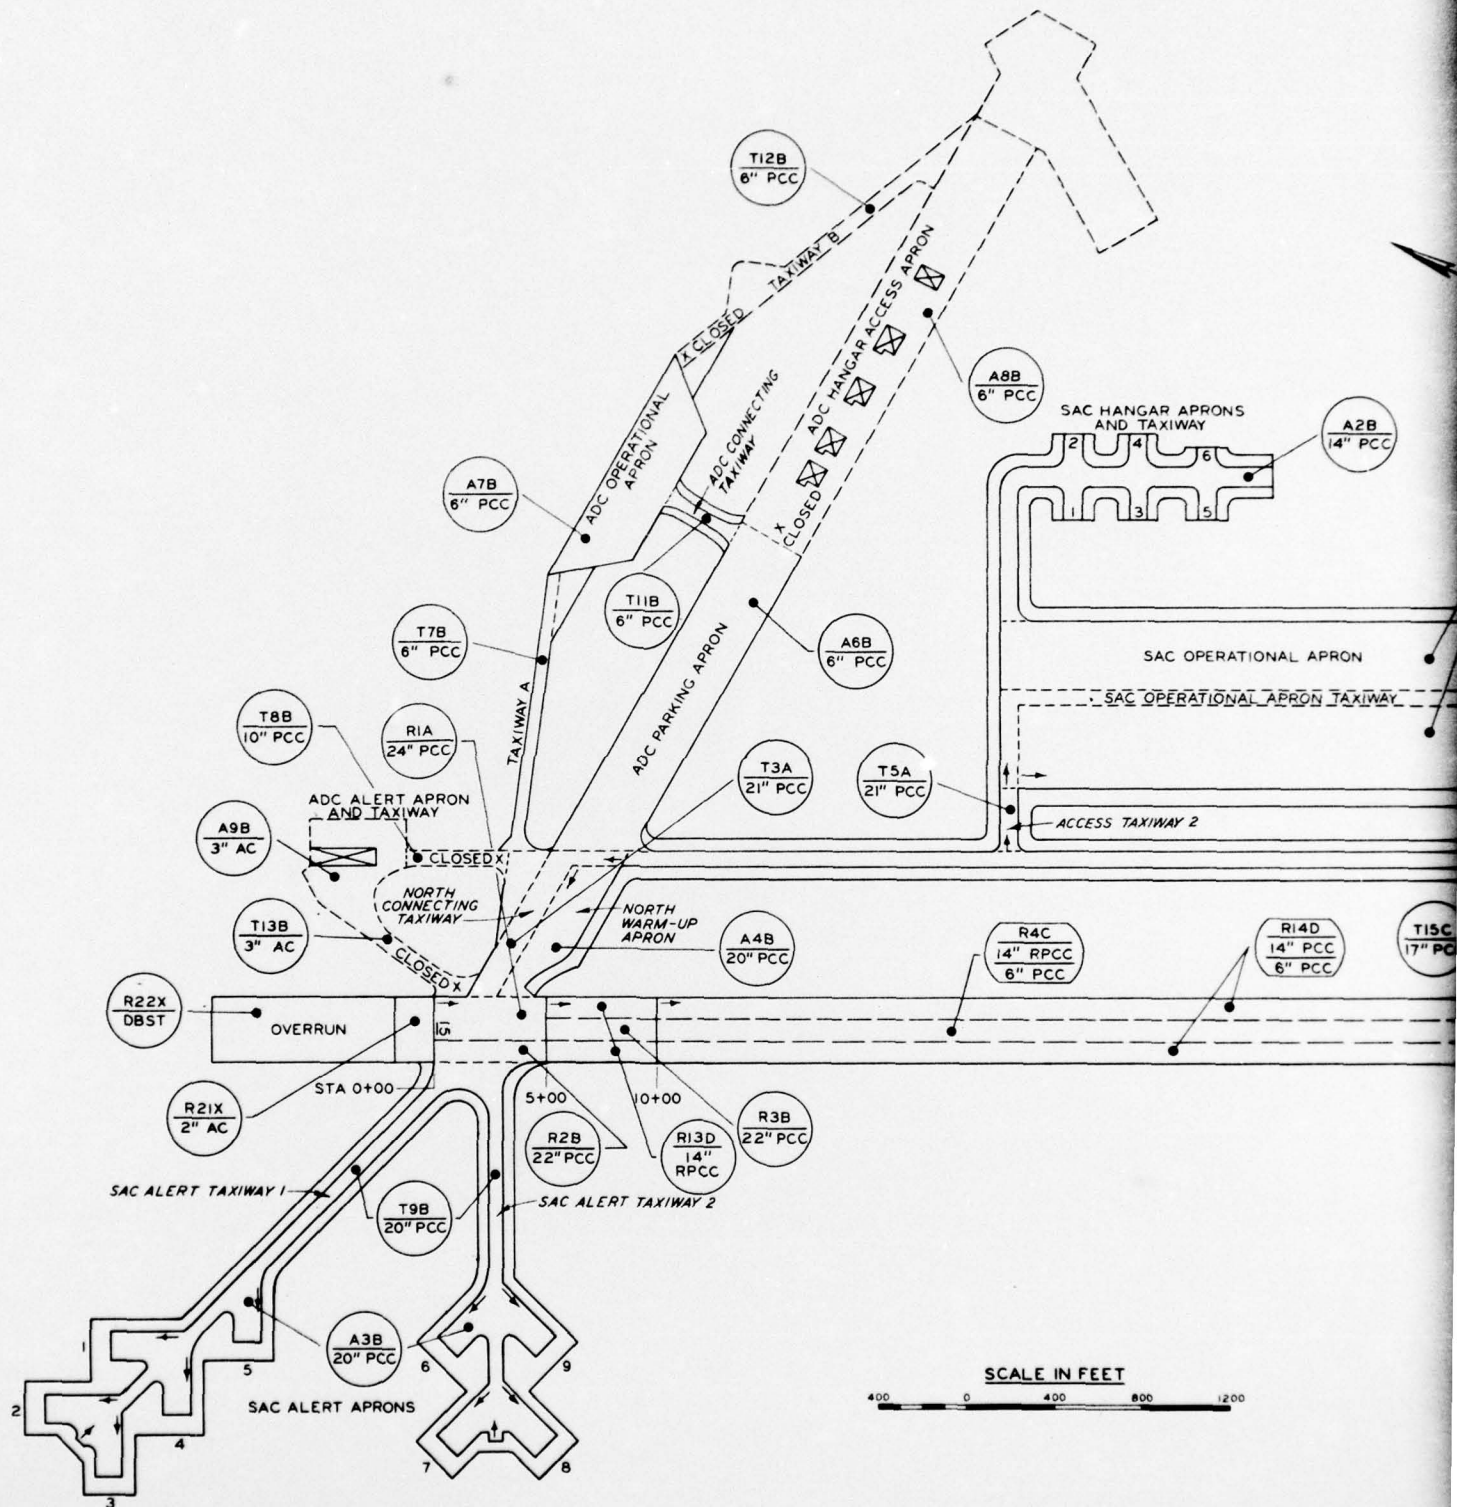 T12B
6" PCC
TAXIWAY B
X CLOSED
ADC HANGAR ACCESS APRON
A8B
6" PCC
SAC HANGAR APRONS
AND TAXIWAY
A2B
14" PCC
2
4
6
1
3
5
ADC OPERATIONAL
APRON
ADC CONNECTING
TAXIWAY
A7B
6" PCC
X
CLOSED
T11B
6" PCC
T7B
6" PCC
A6B
6" PCC
SAC OPERATIONAL APRON
SAC OPERATIONAL APRON TAXIWAY
TAXIWAY A
ADC PARKING APRON
T8B
10" PCC
R1A
24" PCC
T3A
21" PCC
T5A
21" PCC
ADC ALERT APRON
AND TAXIWAY
ACCESS TAXIWAY 2
A9B
3" AC
CLOSED X
NORTH
CONNECTING
TAXIWAY
NORTH
WARM-UP
APRON
T13B
3" AC
CLOSED X
A4B
20" PCC
R4C
14" RPCC
6" PCC
R14D
14" PCC
6" PCC
T15C
17" PC
R22X
DBST
OVERRUN
15
STA 0+00
5+00
10+00
R21X
2" AC
R2B
22" PCC
R13D
14"
RPCC
R3B
22" PCC
SAC ALERT TAXIWAY 1
T9B
20" PCC
SAC ALERT TAXIWAY 2
A3B
20" PCC
1
2
3
4
5
6
7
8
9
SAC ALERT APRONS
SCALE IN FEET
400
0
400
800
1200